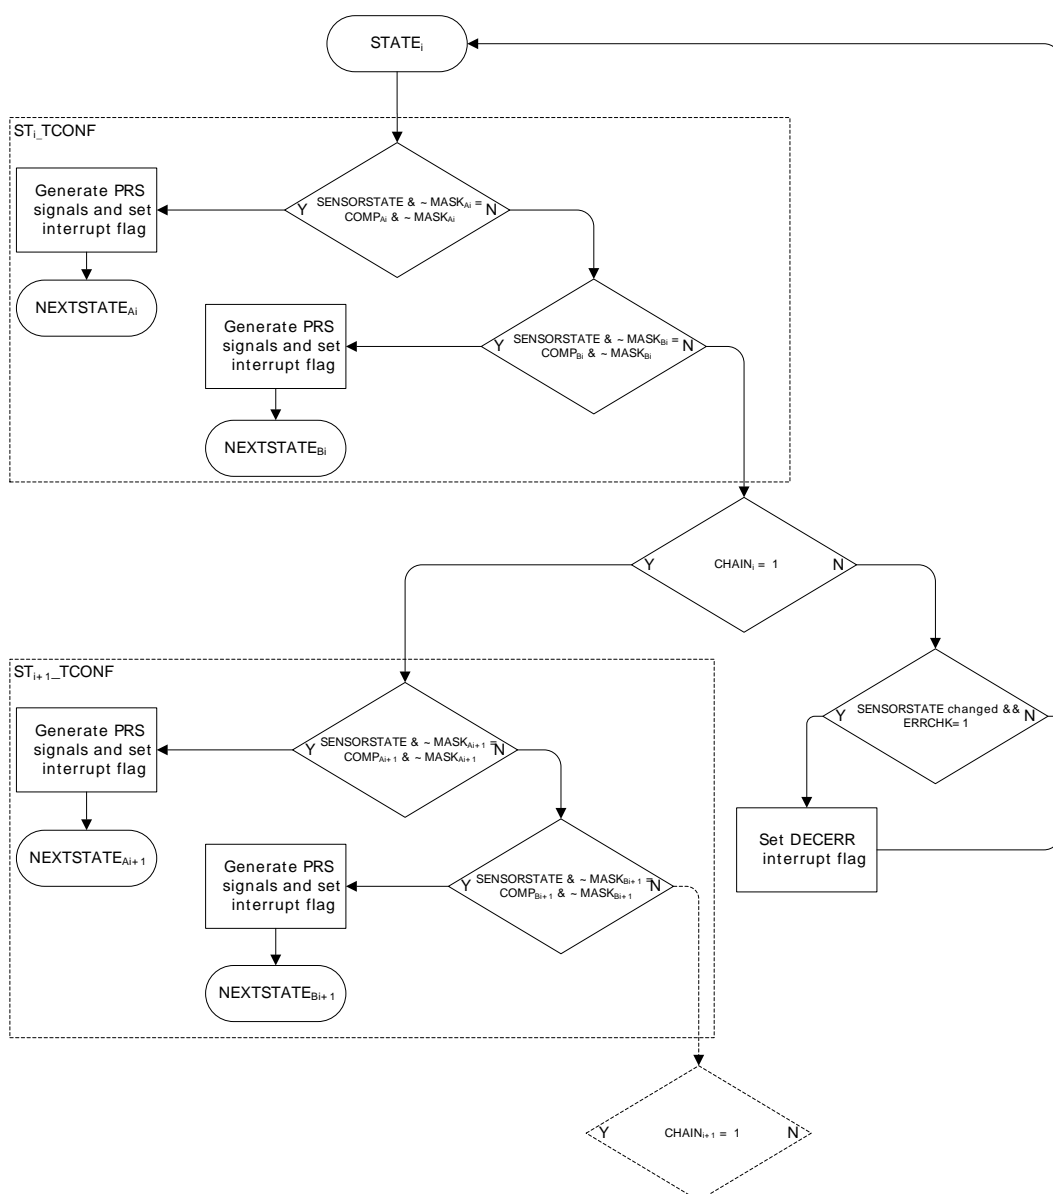 STATEi
STi_TCONF
Generate PRS
signals and set
interrupt flag
Y
SENSORSTATE & ~ MASKAi =
COMPAi & ~ MASKAi
N
NEXTSTATEAi
Generate PRS
signals and set
interrupt flag
Y
SENSORSTATE & ~ MASKBi =
COMPBi & ~ MASKBi
N
NEXTSTATEBi
Y
CHAINi = 1
N
STi+1_TCONF
Y
SENSORSTATE changed &&
ERRCHK= 1
N
Generate PRS
signals and set
interrupt flag
Y
SENSORSTATE & ~ MASKAi+1 =
COMPAi+1 & ~ MASKAi+1
N
Set DECERR
interrupt flag
NEXTSTATEAi+1
Generate PRS
signals and set
interrupt flag
Y
SENSORSTATE & ~ MASKBi+1 =
COMPBi+1 & ~ MASKBi+1
N
NEXTSTATEBi+1
Y
CHAINi+1 = 1
N